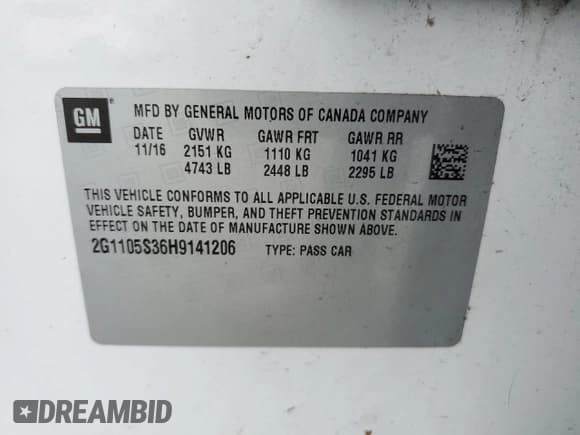 GM ®
MFD BY GENERAL MOTORS OF CANADA COMPANY
DATE GVWR GAWR FRT GAWR RR
11/16 2151 KG 1110 KG 1041 KG
4743 LB 2448 LB 2295 LB
THIS VEHICLE CONFORMS TO ALL APPLICABLE U.S. FEDERAL MOTOR
VEHICLE SAFETY, BUMPER, AND THEFT PREVENTION STANDARDS IN
EFFECT ON THE DATE OF MANUFACTURE SHOWN ABOVE.
2G1105S36H9141206 TYPE: PASS CAR
DREAMBID